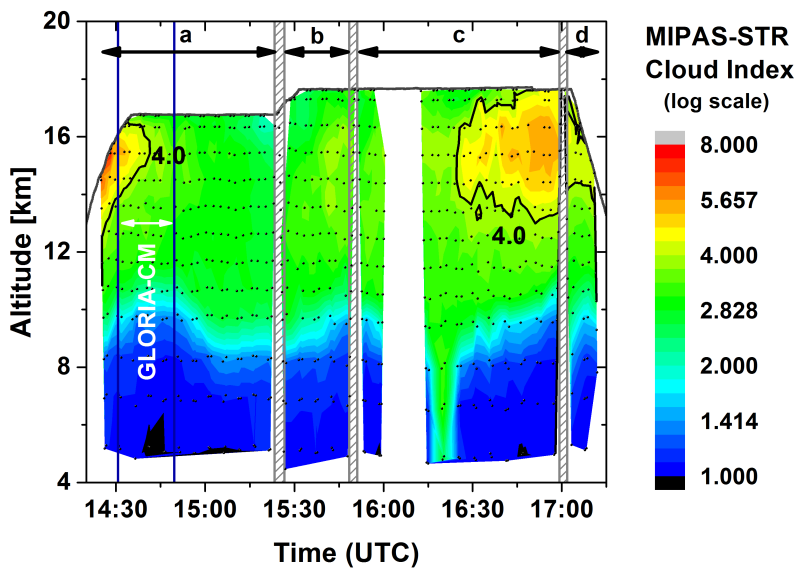 20
16
12
8
4
Altitude [km]
a
b
c
d
4.0
4.0
GLORIA-CM
14:30
15:00
15:30
16:00
16:30
17:00
Time (UTC)
MIPAS-STR
Cloud Index
(log scale)
8.000
5.657
4.000
2.828
2.000
1.414
1.000